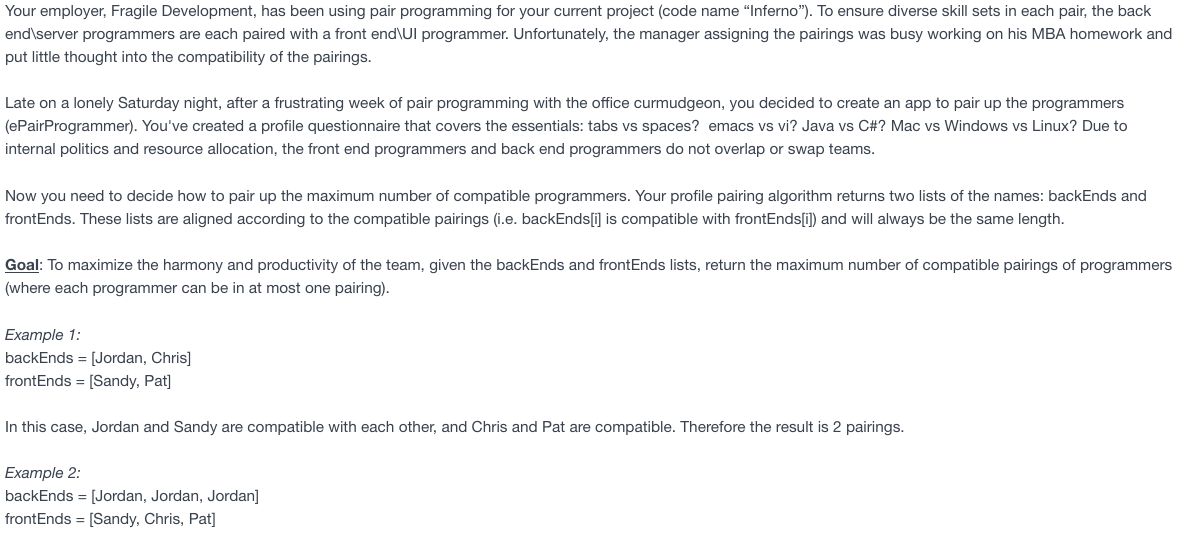 Your employer, Fragile Development, has been using pair programming for your current project (code name “Inferno”). To ensure diverse skill sets in each pair, the back
end\server programmers are each paired with a front end\UI programmer. Unfortunately, the manager assigning the pairings was busy working on his MBA homework and
put little thought into the compatibility of the pairings.
Late on a lonely Saturday night, after a frustrating week of pair programming with the office curmudgeon, you decided to create an app to pair up the programmers
(ePairProgrammer). You've created a profile questionnaire that covers the essentials: tabs vs spaces?  emacs vs vi? Java vs C#? Mac vs Windows vs Linux? Due to
internal politics and resource allocation, the front end programmers and back end programmers do not overlap or swap teams.
Now you need to decide how to pair up the maximum number of compatible programmers. Your profile pairing algorithm returns two lists of the names: backEnds and
frontEnds. These lists are aligned according to the compatible pairings (i.e. backEnds[i] is compatible with frontEnds[i]) and will always be the same length.
Goal: To maximize the harmony and productivity of the team, given the backEnds and frontEnds lists, return the maximum number of compatible pairings of programmers
(where each programmer can be in at most one pairing).
Example 1:
backEnds = [Jordan, Chris]
frontEnds = [Sandy, Pat]
In this case, Jordan and Sandy are compatible with each other, and Chris and Pat are compatible. Therefore the result is 2 pairings.
Example 2:
backEnds = [Jordan, Jordan, Jordan]
frontEnds = [Sandy, Chris, Pat]